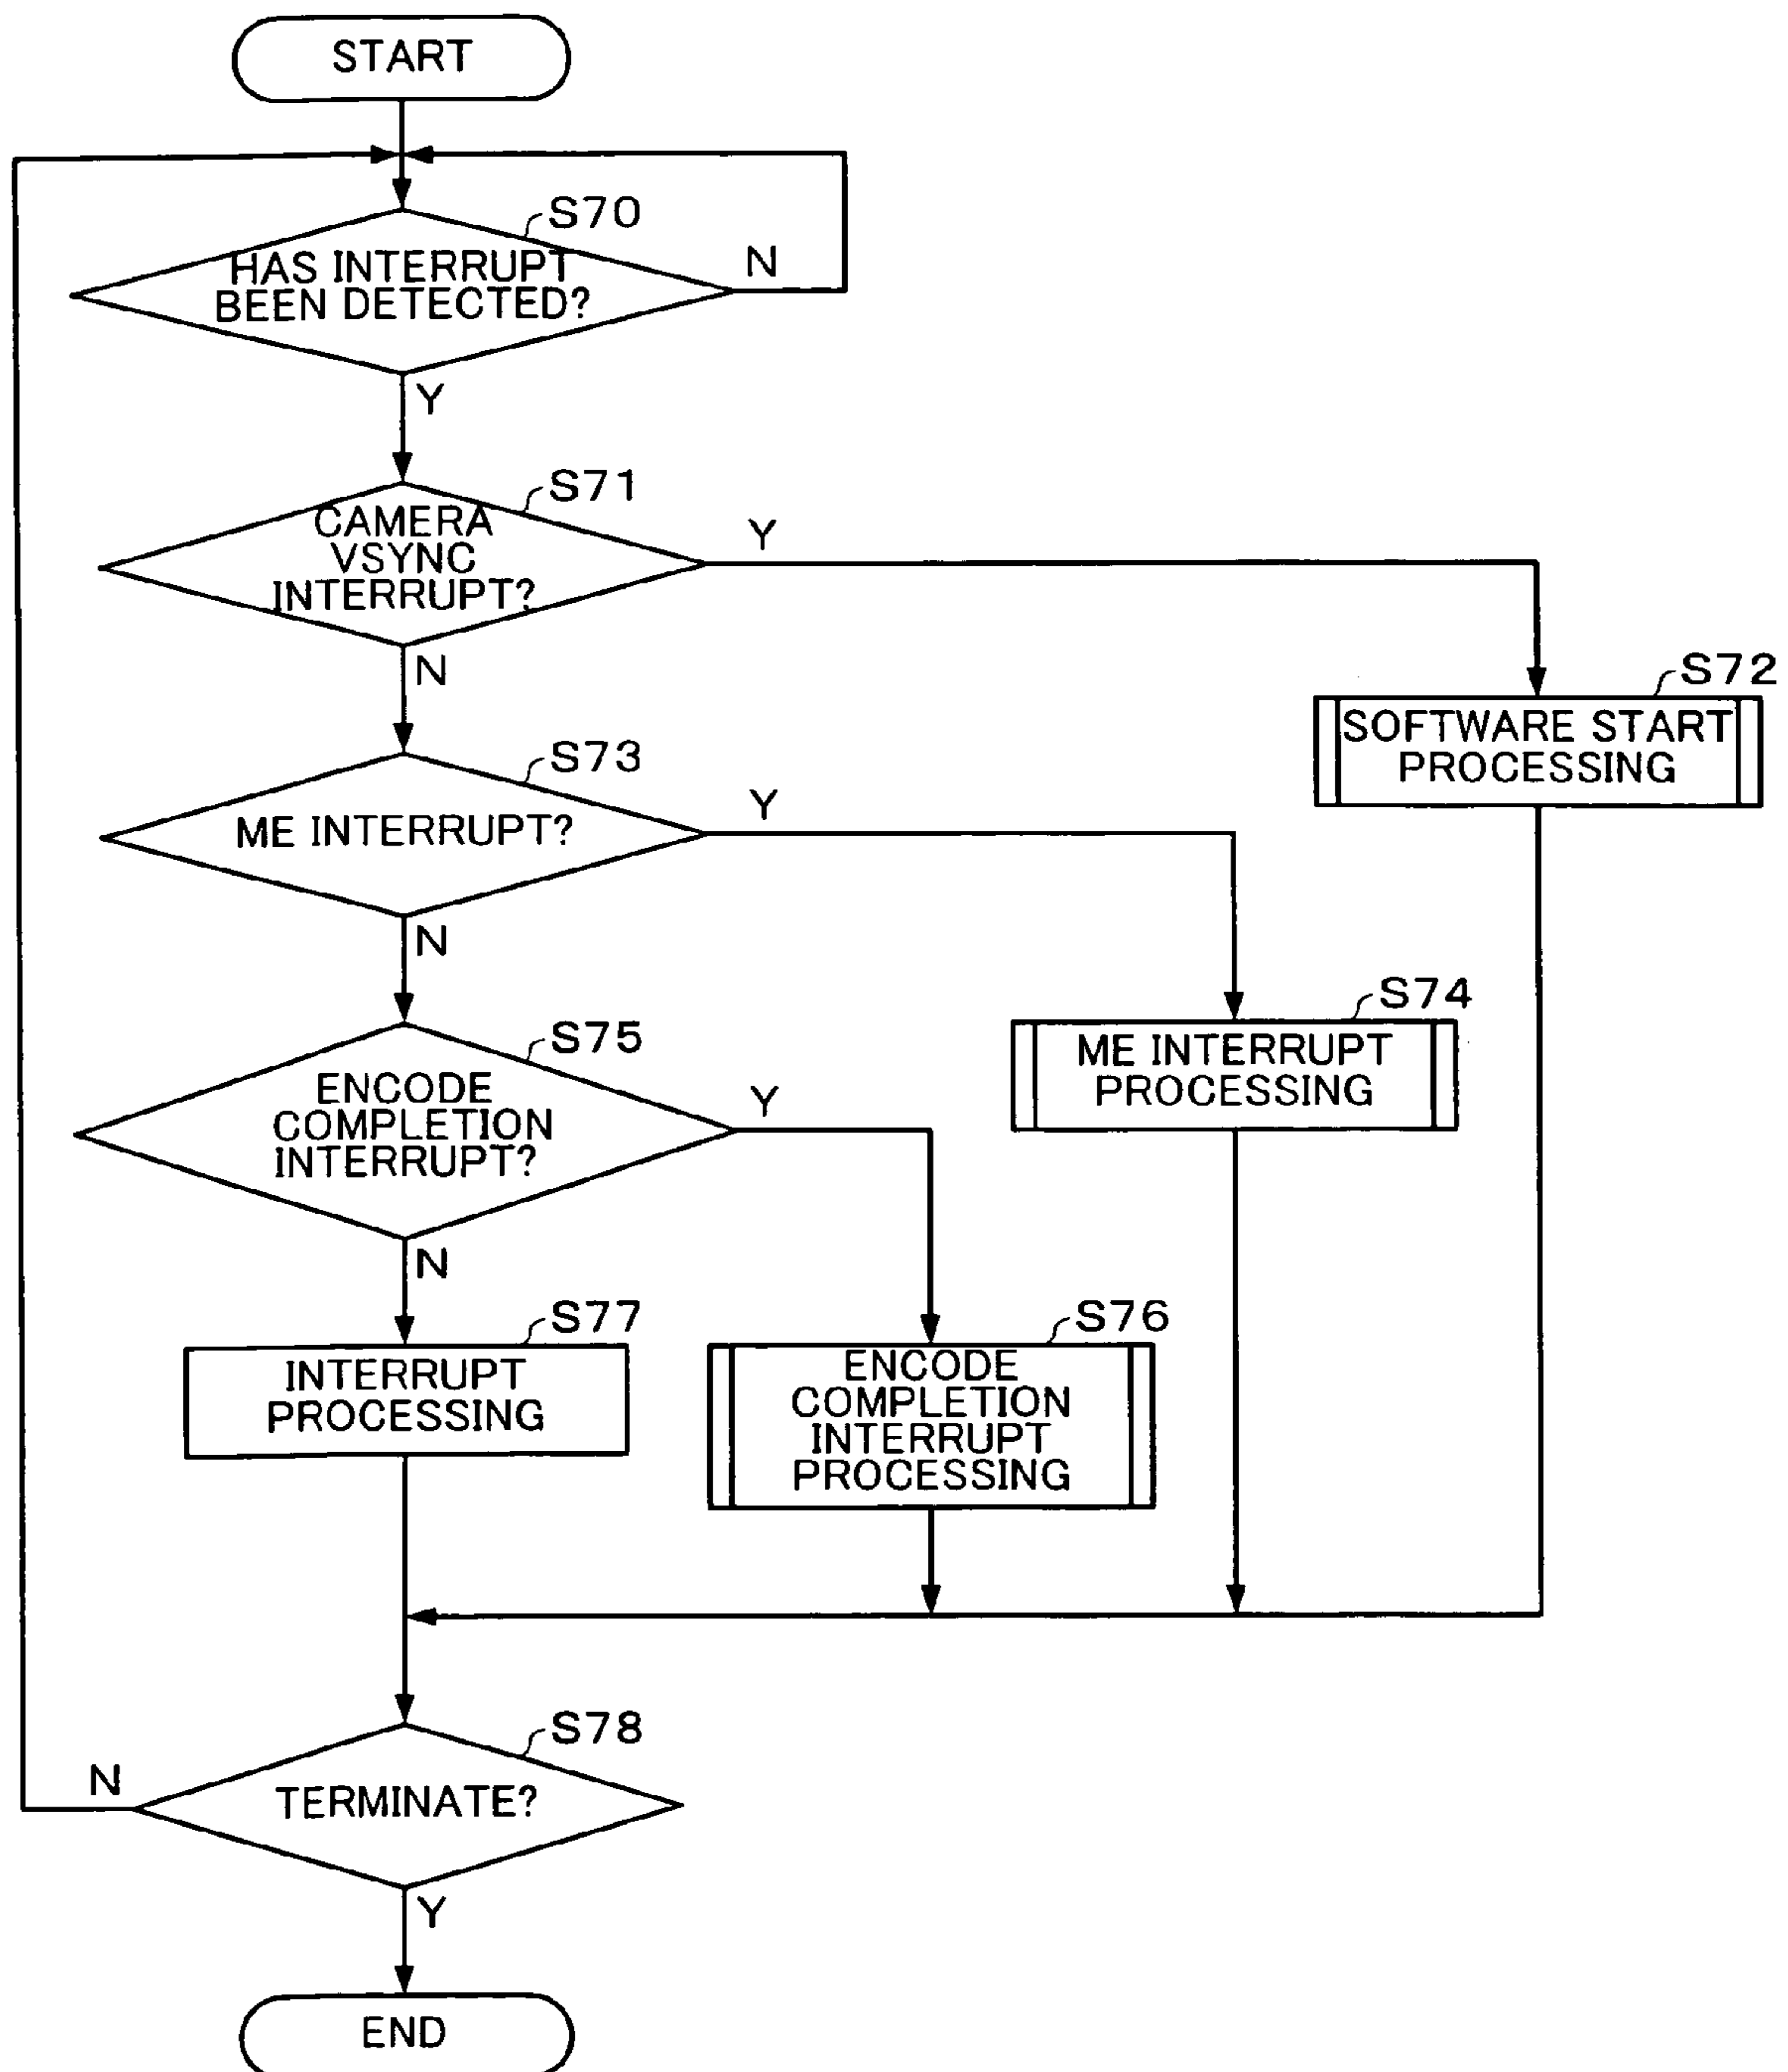 START
S70
HAS INTERRUPT
BEEN DETECTED?
N
Y
S71
CAMERA
VSYNC
INTERRUPT?
Y
N
S72
SOFTWARE START
PROCESSING
S73
ME INTERRUPT?
Y
N
S74
ME INTERRUPT
PROCESSING
S75
ENCODE
COMPLETION
INTERRUPT?
Y
N
S77
INTERRUPT
PROCESSING
S76
ENCODE
COMPLETION
INTERRUPT
PROCESSING
S78
TERMINATE?
N
Y
END